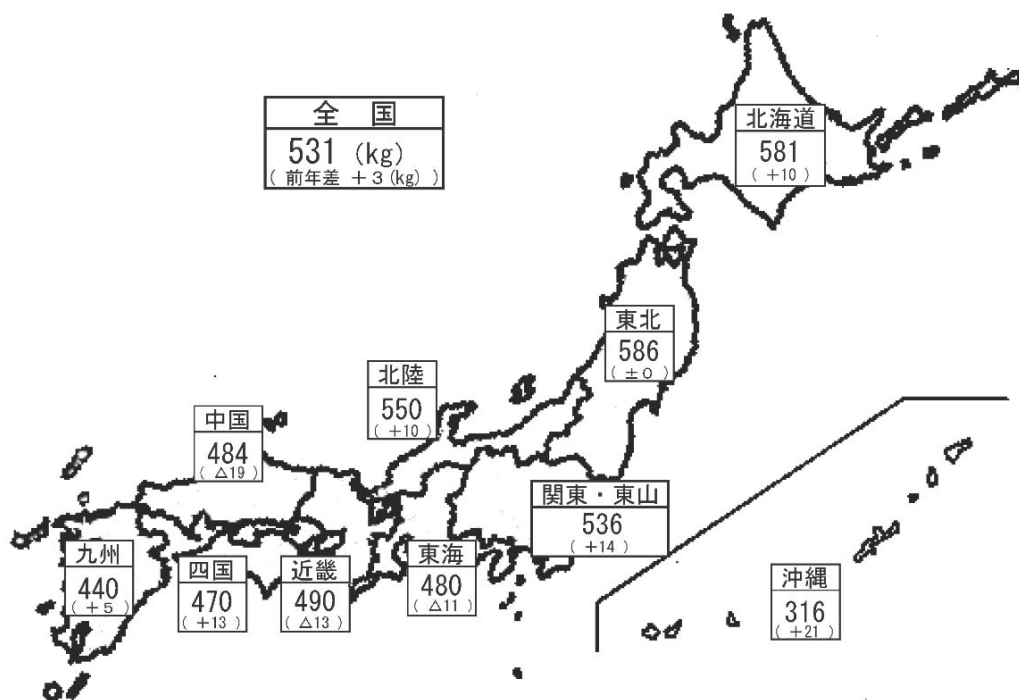 全　国
531 (kg)
( 前年差 ＋3 (kg) )
北海道
581
( +10 )
東北
586
( ±0 )
北陸
550
( +10 )
中国
484
( △19 )
関東・東山
536
( +14 )
九州
440
( +5 )
四国
470
( +13 )
近畿
490
( △13 )
東海
480
( △11 )
沖縄
316
( +21 )